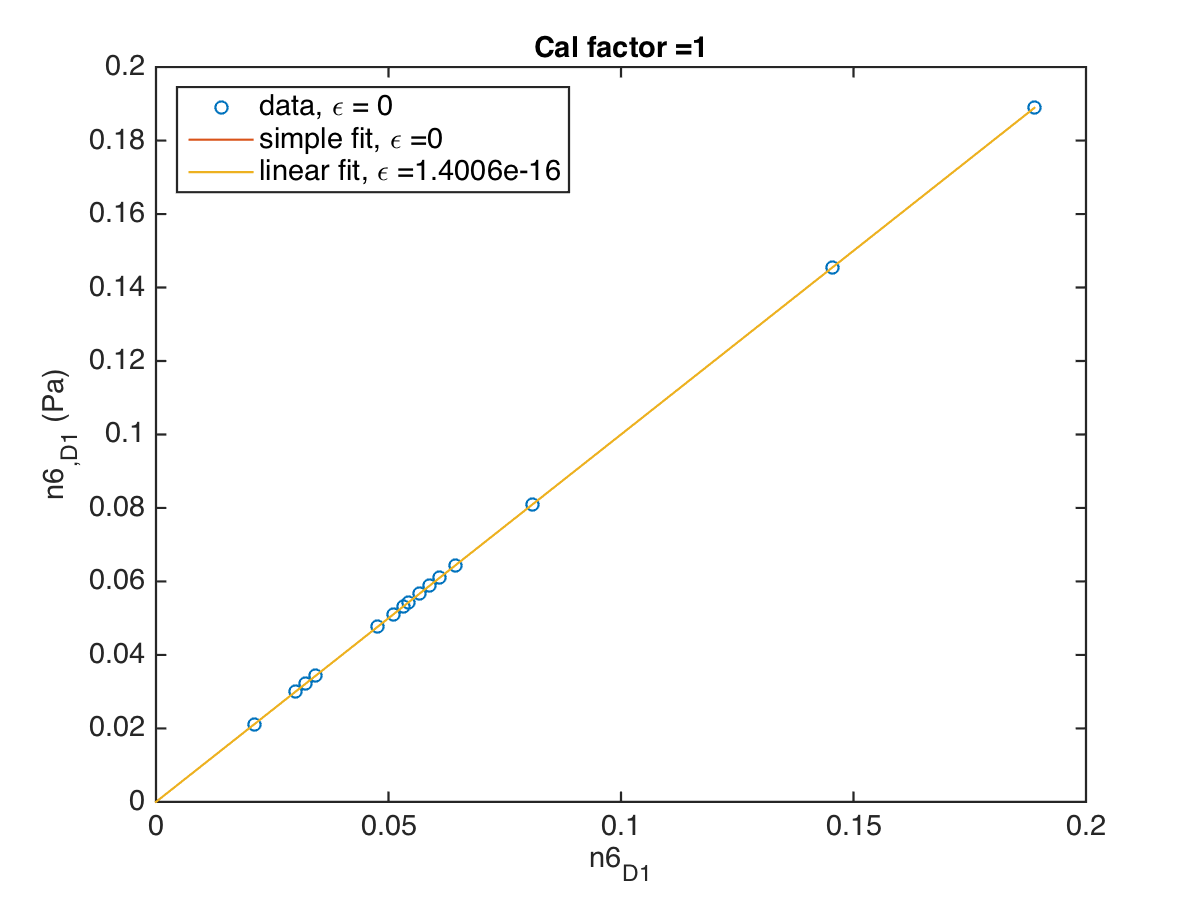 Cal factor =1
data, ϵ = 0
simple fit, ϵ =0
linear fit, ϵ =1.4006e-16
0.2
0.18
0.16
0.14
0.12
0.1
0.08
0.06
0.04
0.02
0
n6,D1 (Pa)
0 0.05 0.1 0.15 0.2
n6D1